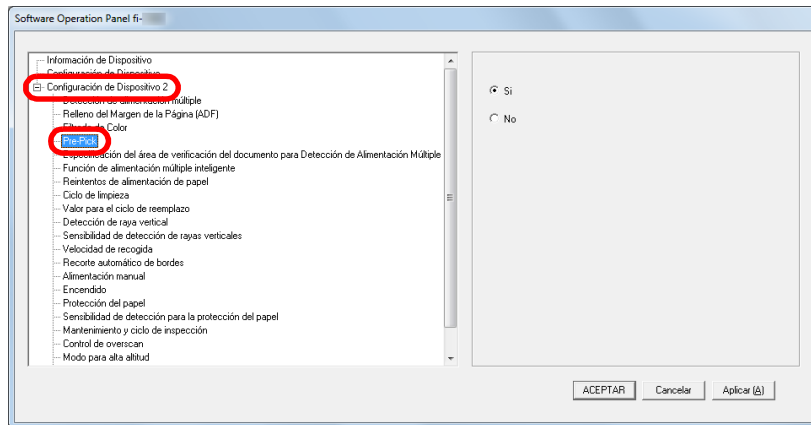 Software Operation Panel fi-
Información de Dispositivo
Configuración de Dispositivo
Configuración de Dispositivo 2
Detección de alimentación múltiple
Relleno del Margen de la Página (ADF)
Filtrado de Color
Pre-Pick
Especificación del área de verificación del documento para Detección de Alimentación Múltiple
Función de alimentación múltiple inteligente
Reintentos de alimentación de papel
Ciclo de limpieza
Valor para el ciclo de reemplazo
Detección de raya vertical
Sensibilidad de detección de rayas verticales
Velocidad de recogida
Recorte automático de bordes
Alimentación manual
Encendido
Protección del papel
Sensibilidad de detección para la protección del papel
Mantenimiento y ciclo de inspección
Control de overscan
Modo para alta altitud
Si
No
ACEPTAR Cancelar Aplicar (A)